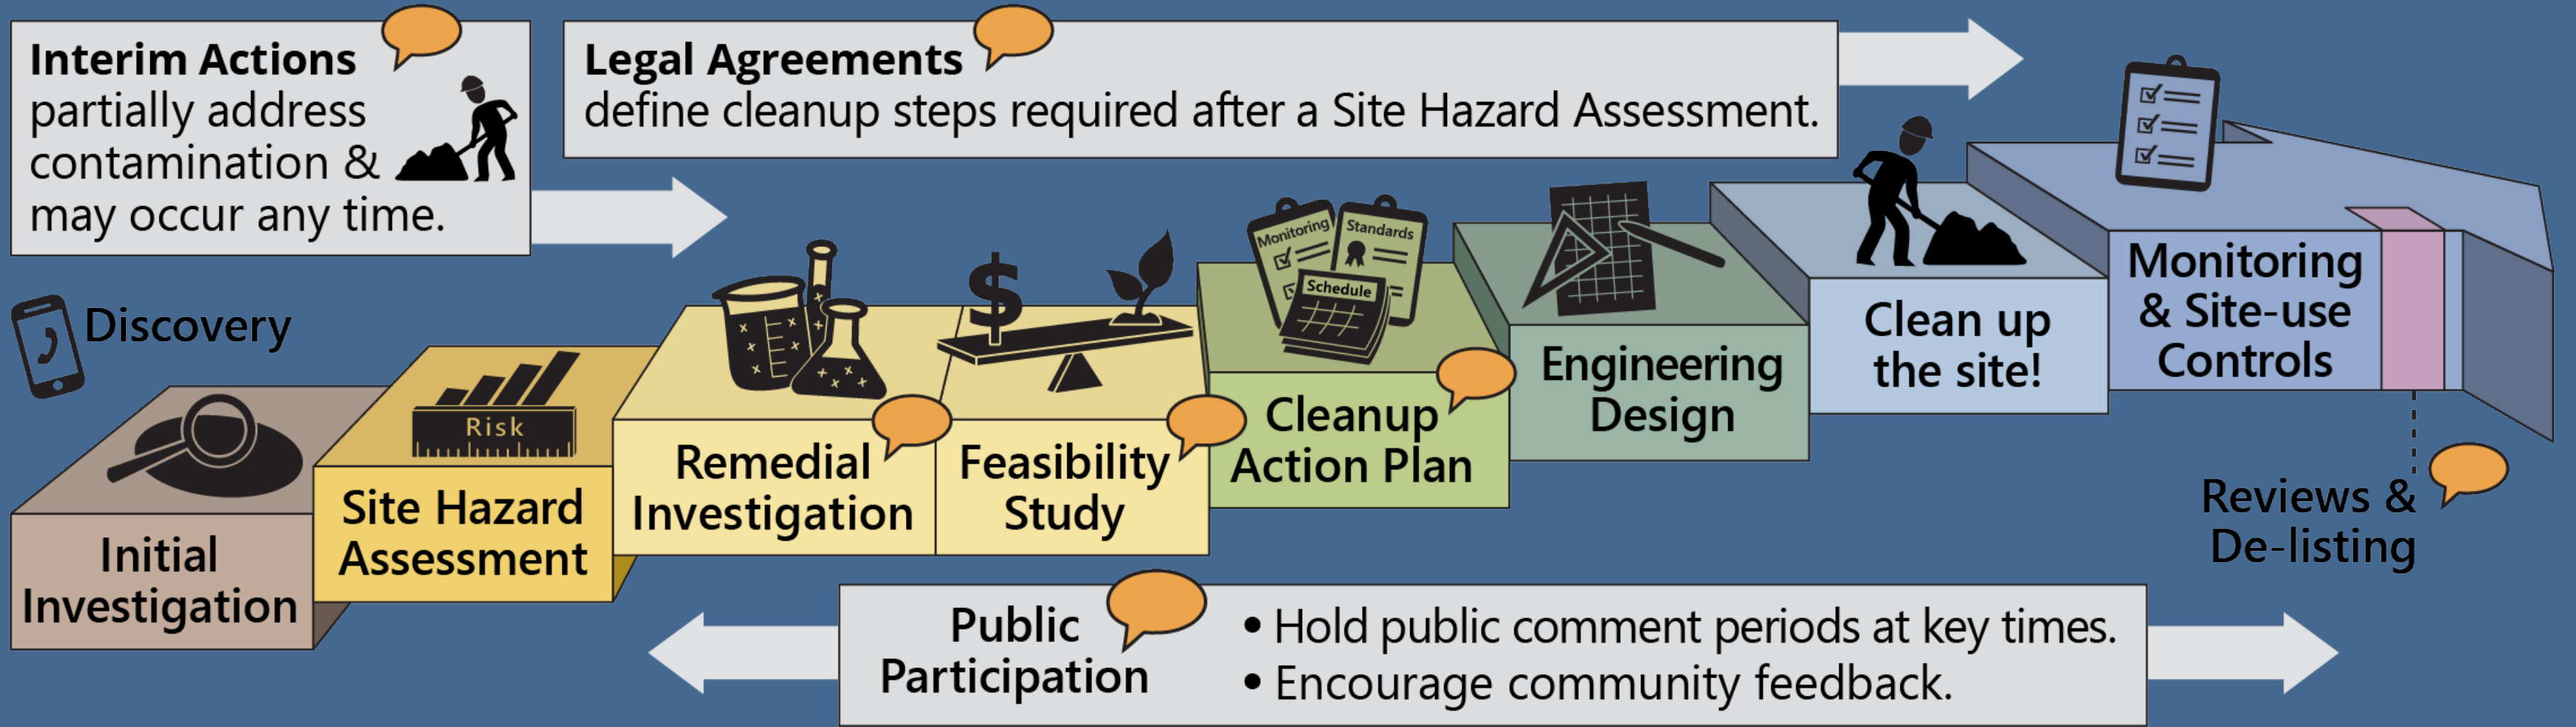 Interim Actions
partially address
contamination &
may occur any time.
Legal Agreements
define cleanup steps required after a Site Hazard Assessment.
Discovery
Initial
Investigation
Risk
Site Hazard
Assessment
Remedial
Investigation
$
Feasibility
Study
Monitoring
Standards
Schedule
Cleanup
Action Plan
Engineering
Design
Clean up
the site!
Monitoring
& Site-use
Controls
Reviews &
De-listing
Public
Participation
• Hold public comment periods at key times.
• Encourage community feedback.